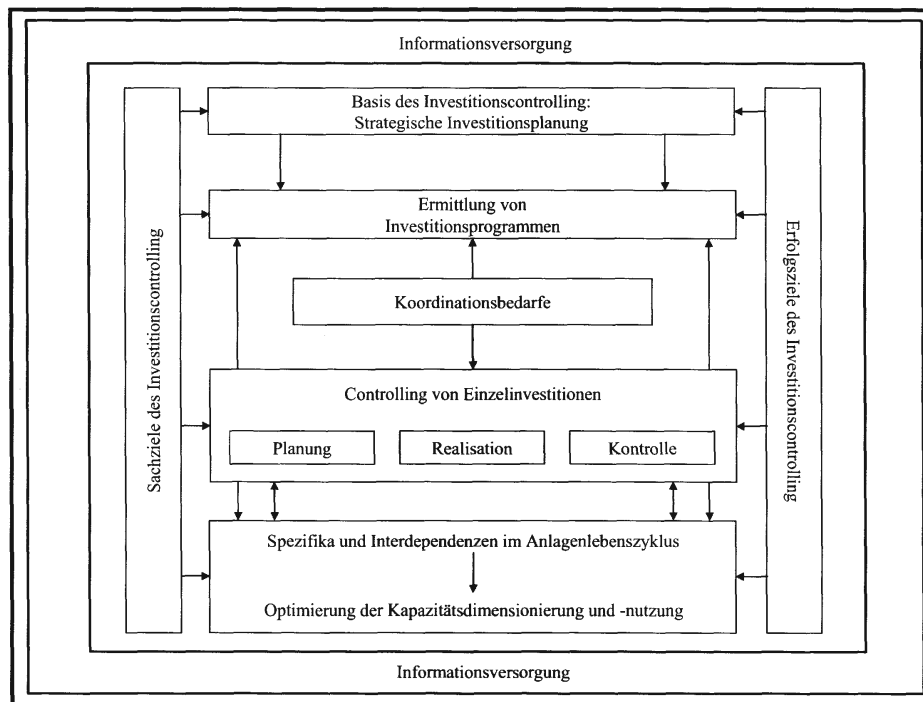 Informationsversorgung
Sachziele des Investitionscontrolling
Basis des Investitionscontrolling:
Strategische Investitionsplanung
Ermittlung von
Investitionsprogrammen
Koordinationsbedarfe
Controlling von Einzelinvestitionen
Planung
Realisation
Kontrolle
Spezifika und Interdependenzen im Anlagenlebenszyklus
Optimierung der Kapazitätsdimensionierung und -nutzung
Erfolgsziele des Investitionscontrolling
Informationsversorgung